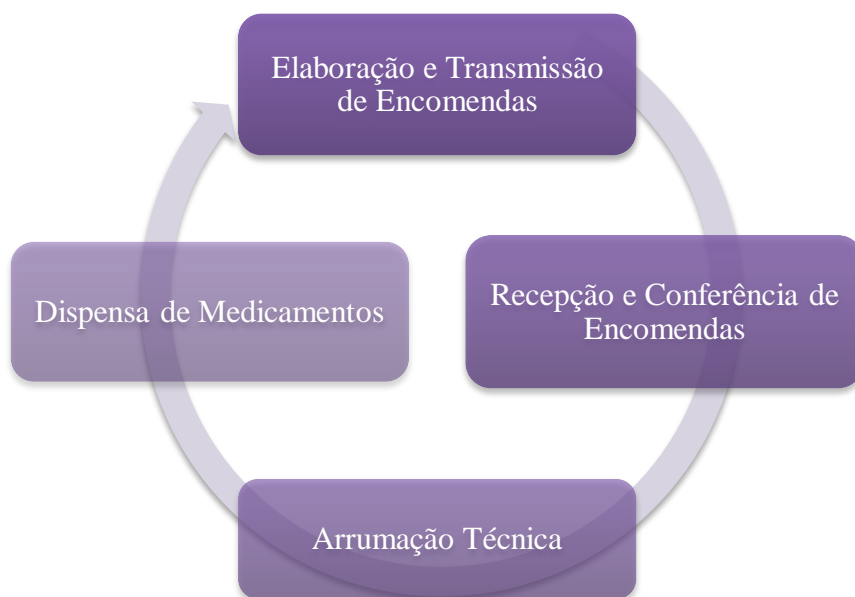 Elaboração e Transmissão
de Encomendas
Recepção e Conferência de
Encomendas
Arrumação Técnica
Dispensa de Medicamentos